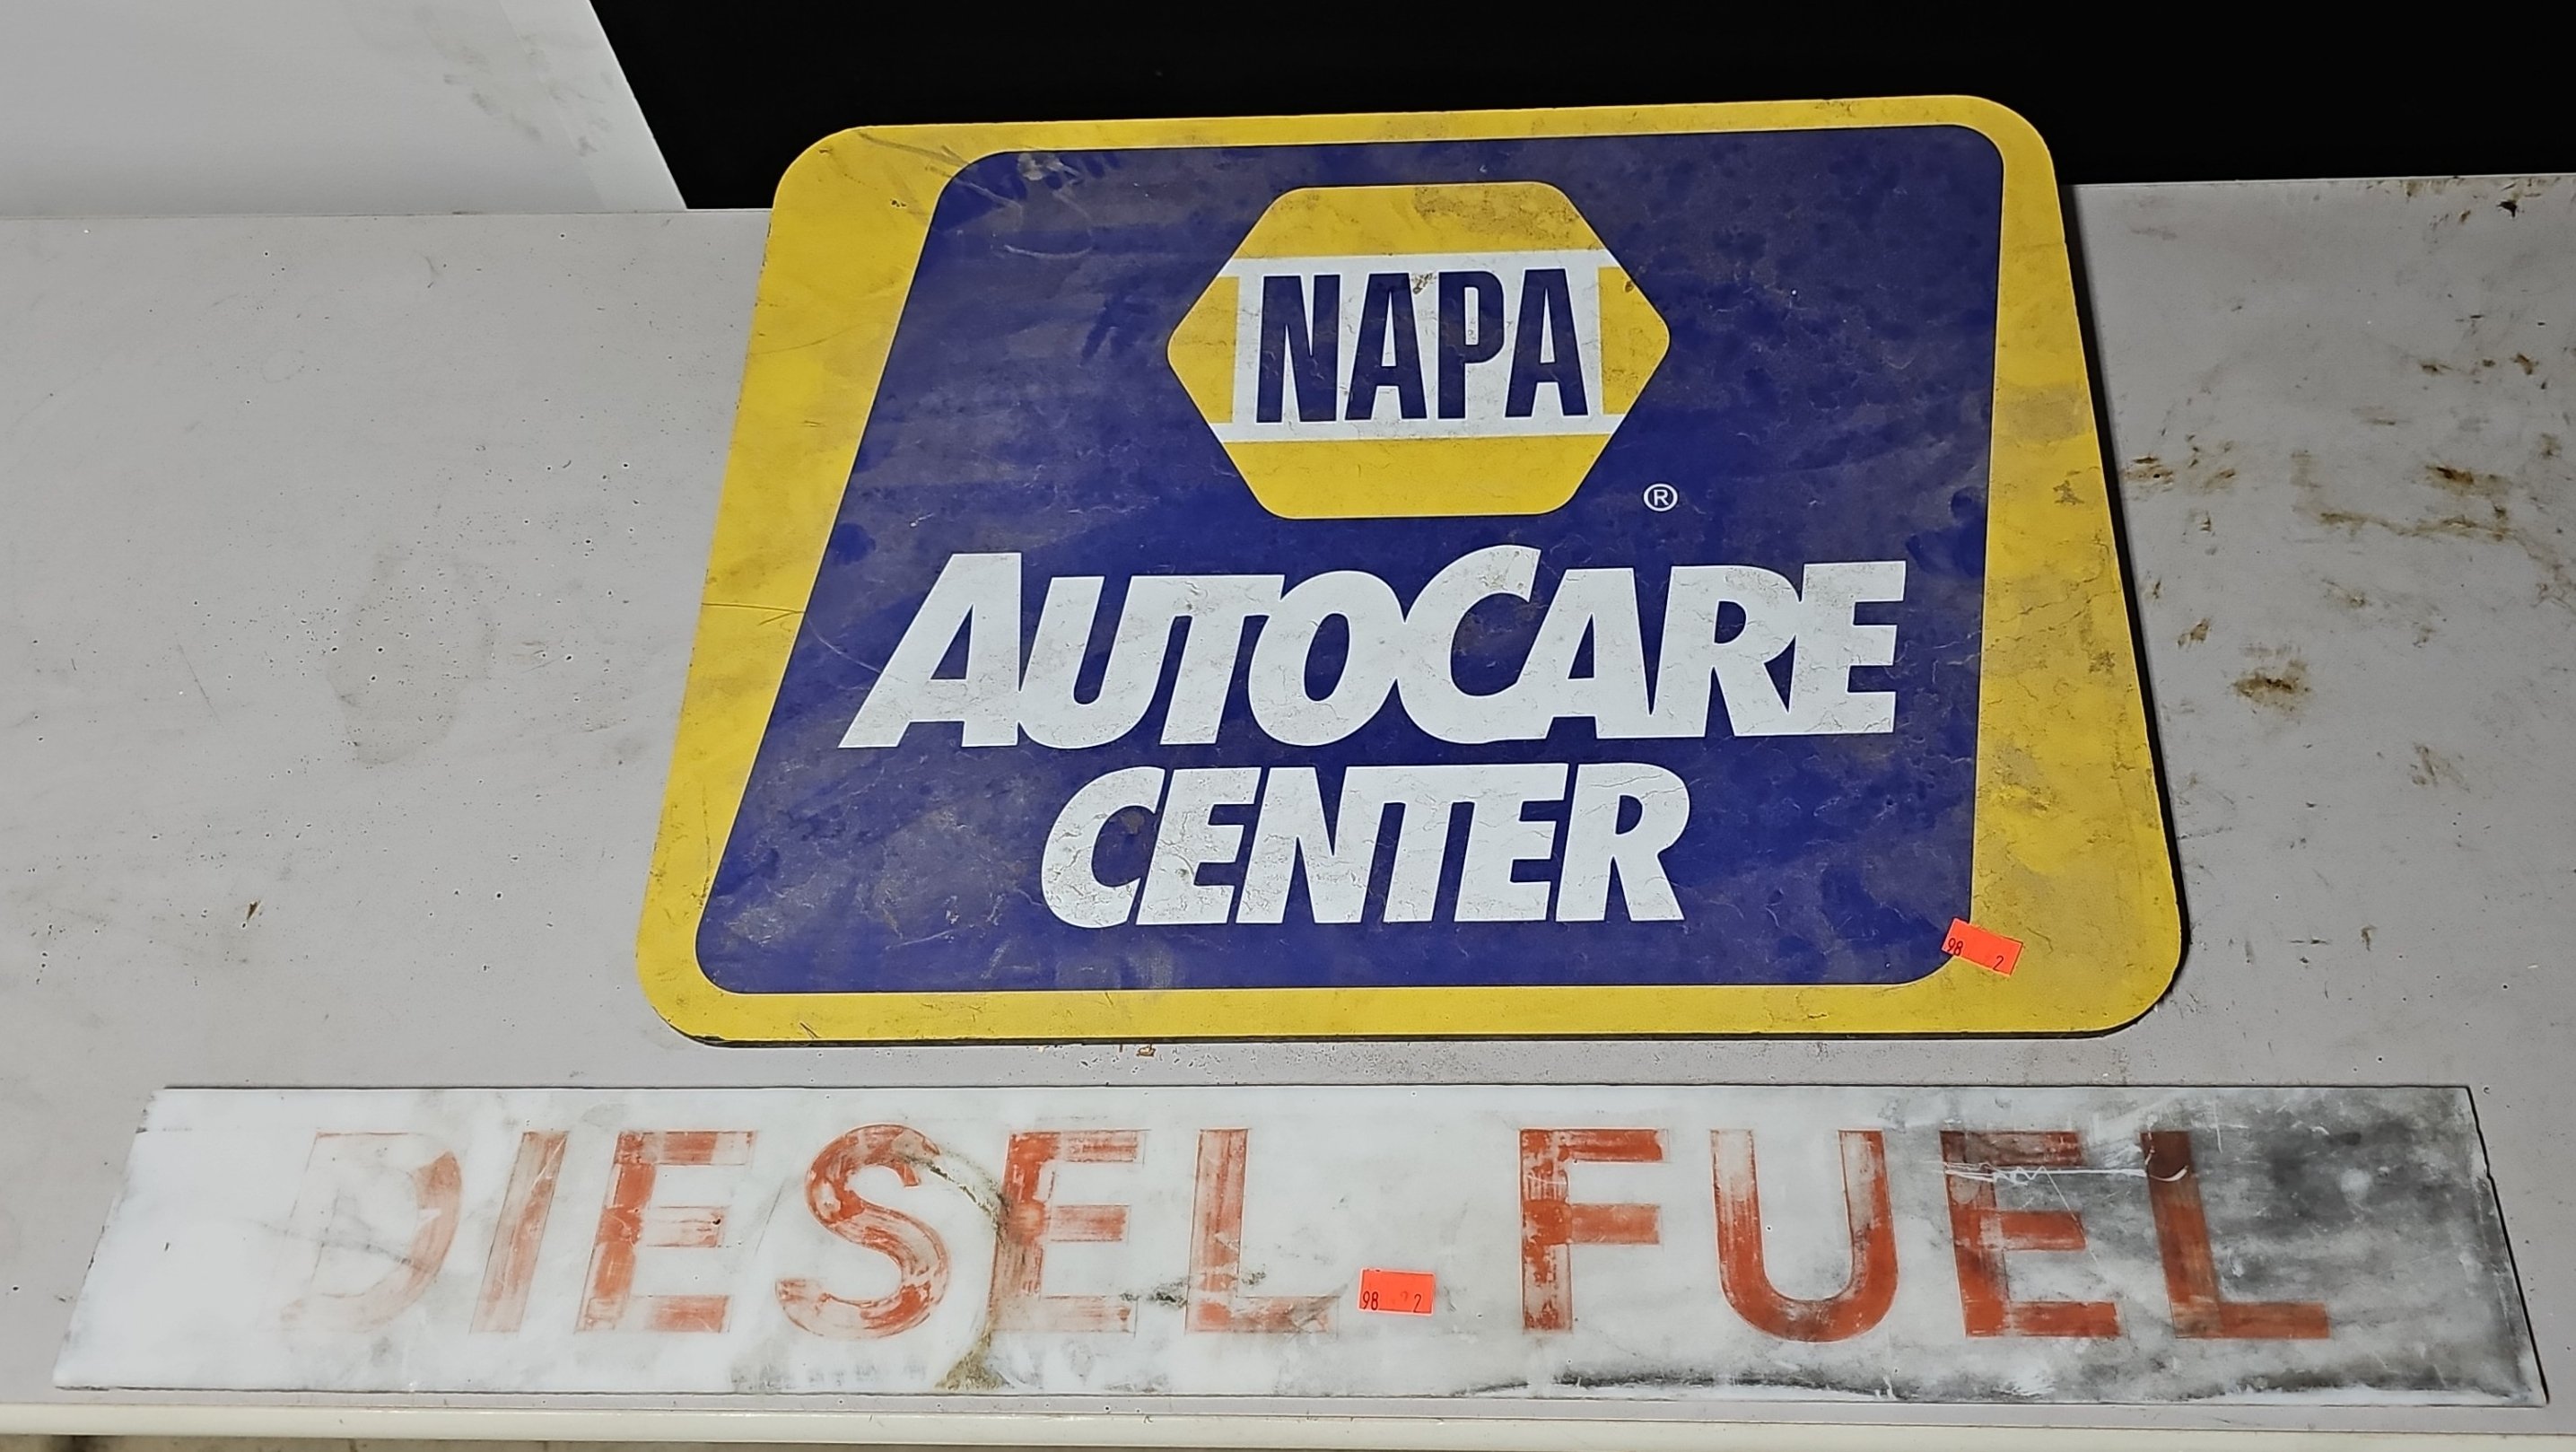 NAPA
®
AUTOCARE
CENTER
98 2
DIESEL FUEL
98 2